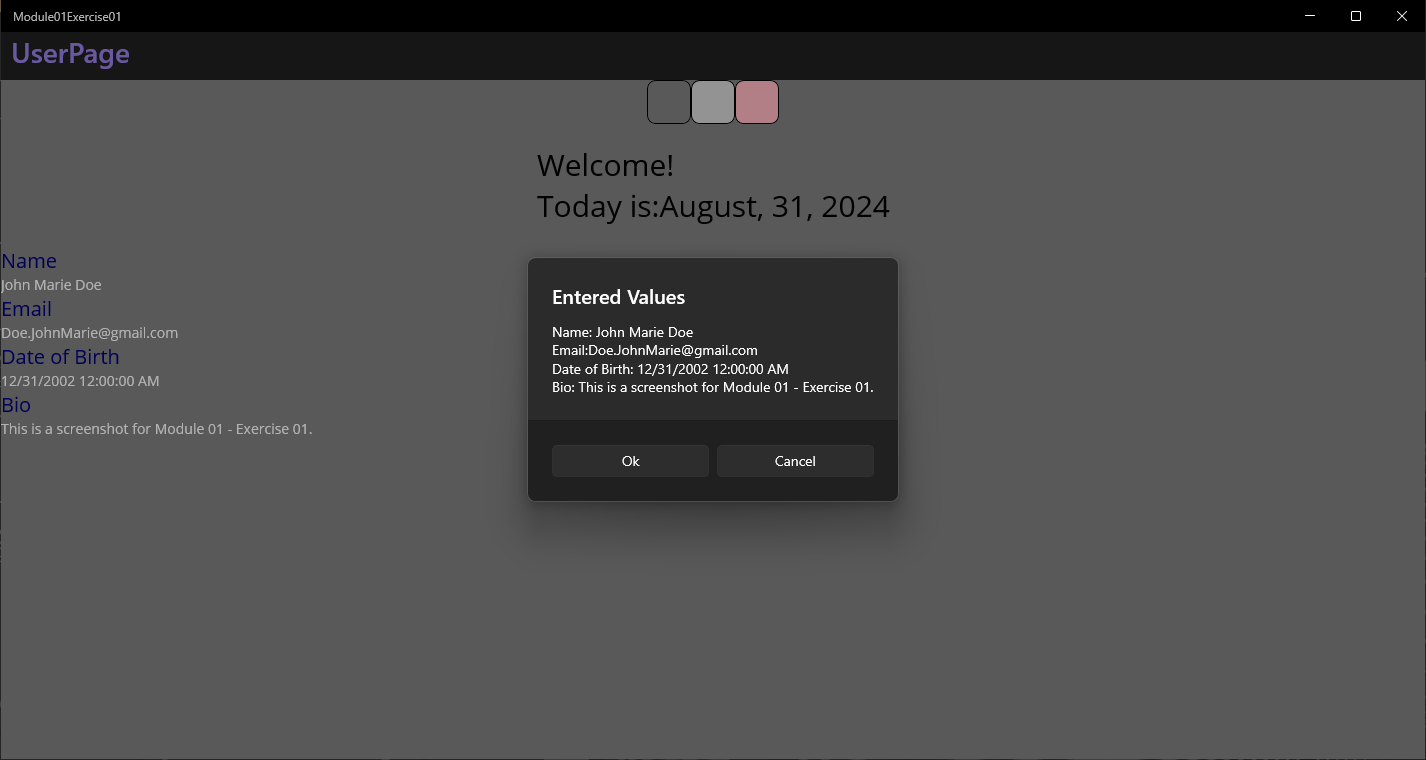 Module01Exercise01
UserPage
Welcome!
Today is:August, 31, 2024
Name
John Marie Doe
Email
Doe.JohnMarie@gmail.com
Date of Birth
12/31/2002 12:00:00 AM
Bio
This is a screenshot for Module 01 - Exercise 01.
Entered Values
Name: John Marie Doe
Email:Doe.JohnMarie@gmail.com
Date of Birth: 12/31/2002 12:00:00 AM
Bio: This is a screenshot for Module 01 - Exercise 01.
Ok Cancel